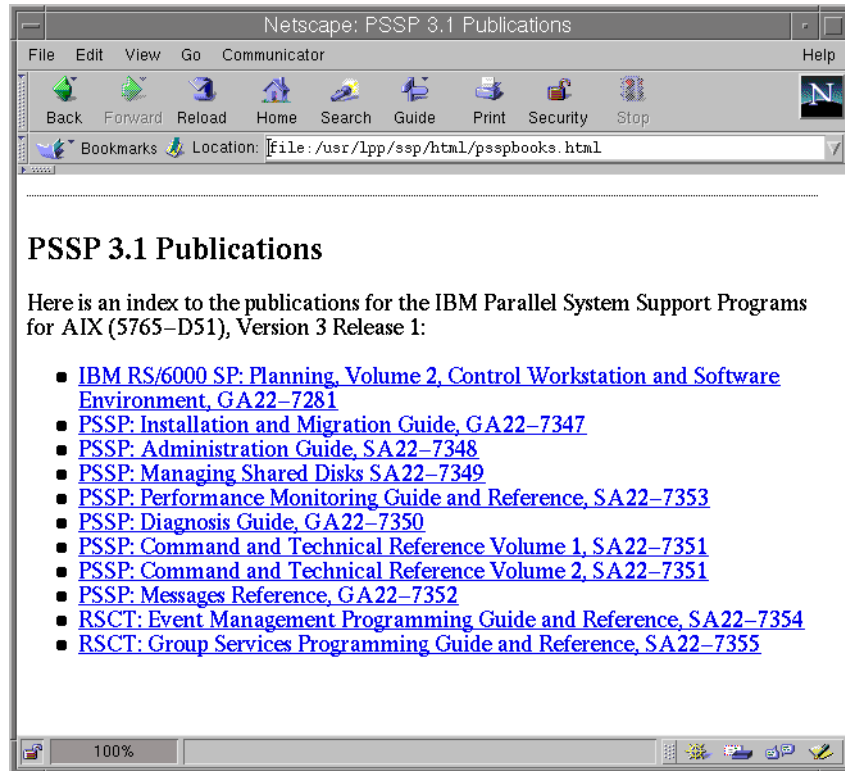 Netscape: PSSP 3.1 Publications
File Edit View Go Communicator Help
Back Forward Reload Home Search Guide Print Security Stop
N
Bookmarks Location: file:/usr/lpp/ssp/html/psspbooks.html
PSSP 3.1 Publications
Here is an index to the publications for the IBM Parallel System Support Programs
for AIX (5765–D51), Version 3 Release 1:
IBM RS/6000 SP: Planning, Volume 2, Control Workstation and Software
Environment, GA22–7281
PSSP: Installation and Migration Guide, GA22–7347
PSSP: Administration Guide, SA22–7348
PSSP: Managing Shared Disks SA22–7349
PSSP: Performance Monitoring Guide and Reference, SA22–7353
PSSP: Diagnosis Guide, GA22–7350
PSSP: Command and Technical Reference Volume 1, SA22–7351
PSSP: Command and Technical Reference Volume 2, SA22–7351
PSSP: Messages Reference, GA22–7352
RSCT: Event Management Programming Guide and Reference, SA22–7354
RSCT: Group Services Programming Guide and Reference, SA22–7355
100%